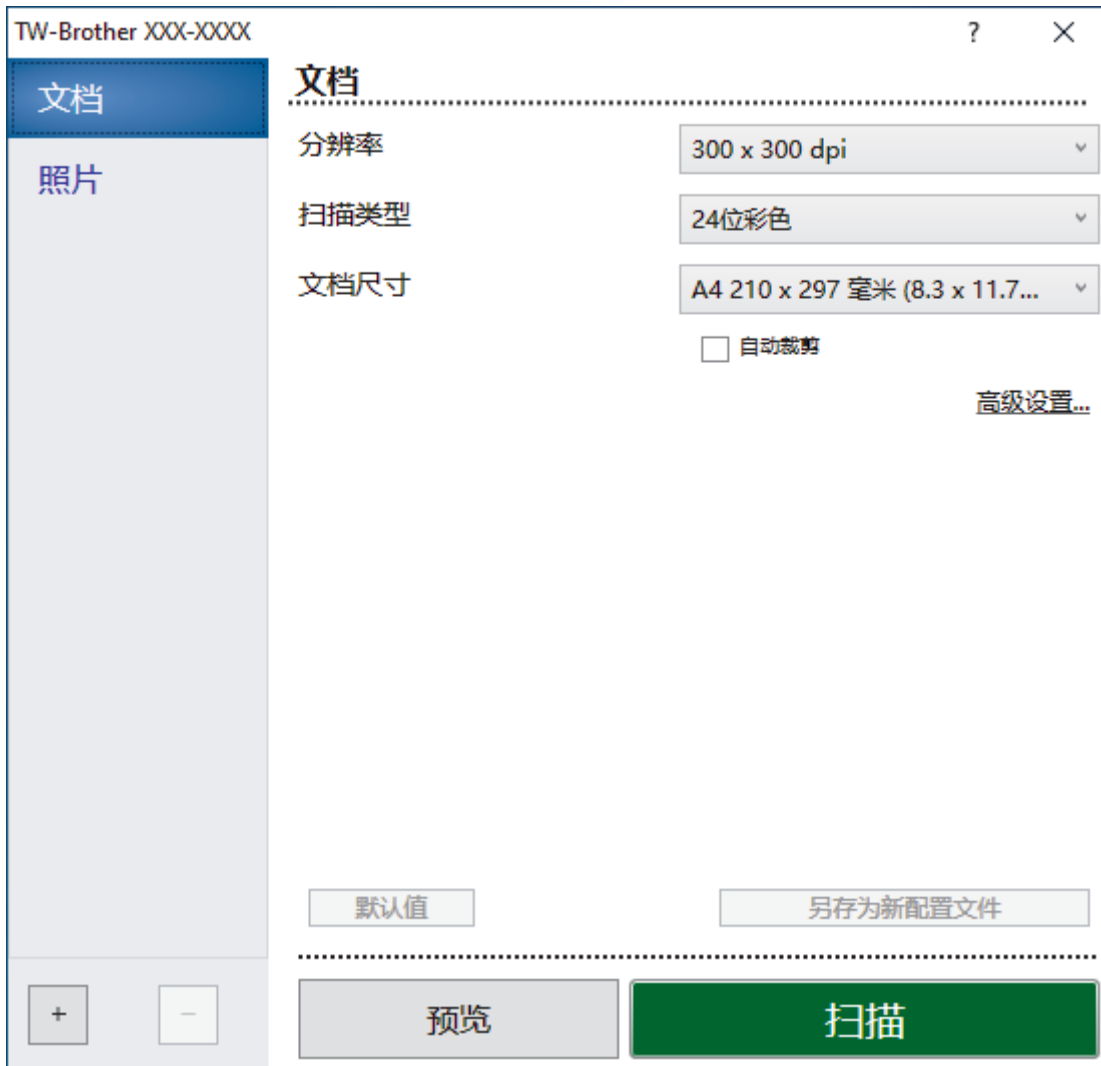 TW-Brother XXX-XXXX
?
文档
照片
文档
分辨率
300 x 300 dpi
扫描类型
24位彩色
文档尺寸
A4 210 x 297 毫米 (8.3 x 11.7...
自动裁剪
高级设置...
默认值
另存为新配置文件
+
−
预览
扫描